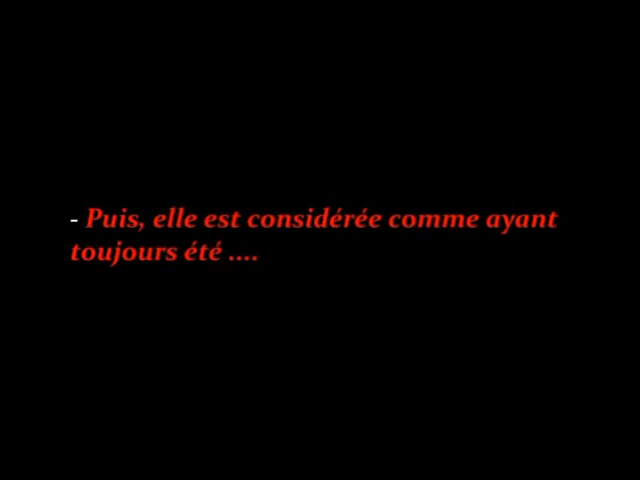 - Puis, elle est considérée comme ayant
toujours été ....